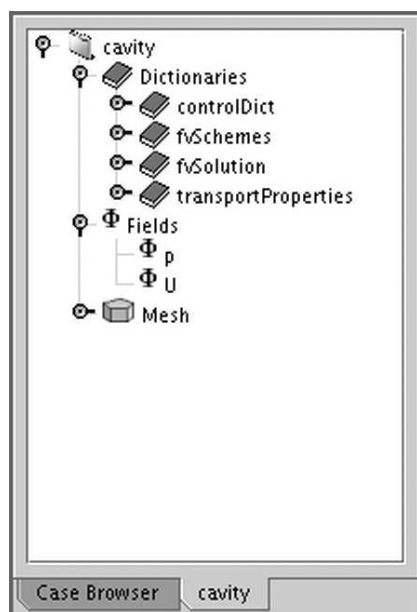 cavity
Dictionaries
controlDict
fvSchemes
fvSolution
transportProperties
Φ Fields
Φ p
Φ U
Mesh
Case Browser cavity